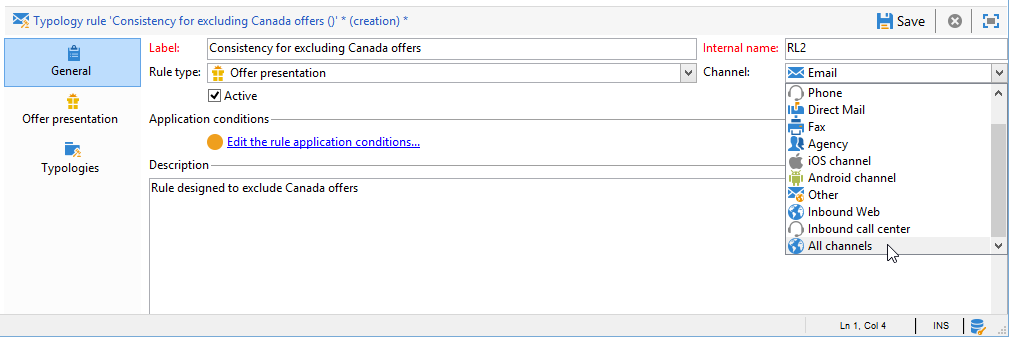 Typology rule 'Consistency for excluding Canada offers ()' * (creation) *
Save
General
Offer presentation
Typologies
Label: Consistency for excluding Canada offers
Internal name: RL2
Rule type: Offer presentation
Channel: Email
Active
Application conditions
Edit the rule application conditions...
Description
Rule designed to exclude Canada offers
Phone
Direct Mail
Fax
Agency
iOS channel
Android channel
Other
Inbound Web
Inbound call center
All channels
Ln 1, Col 4
INS